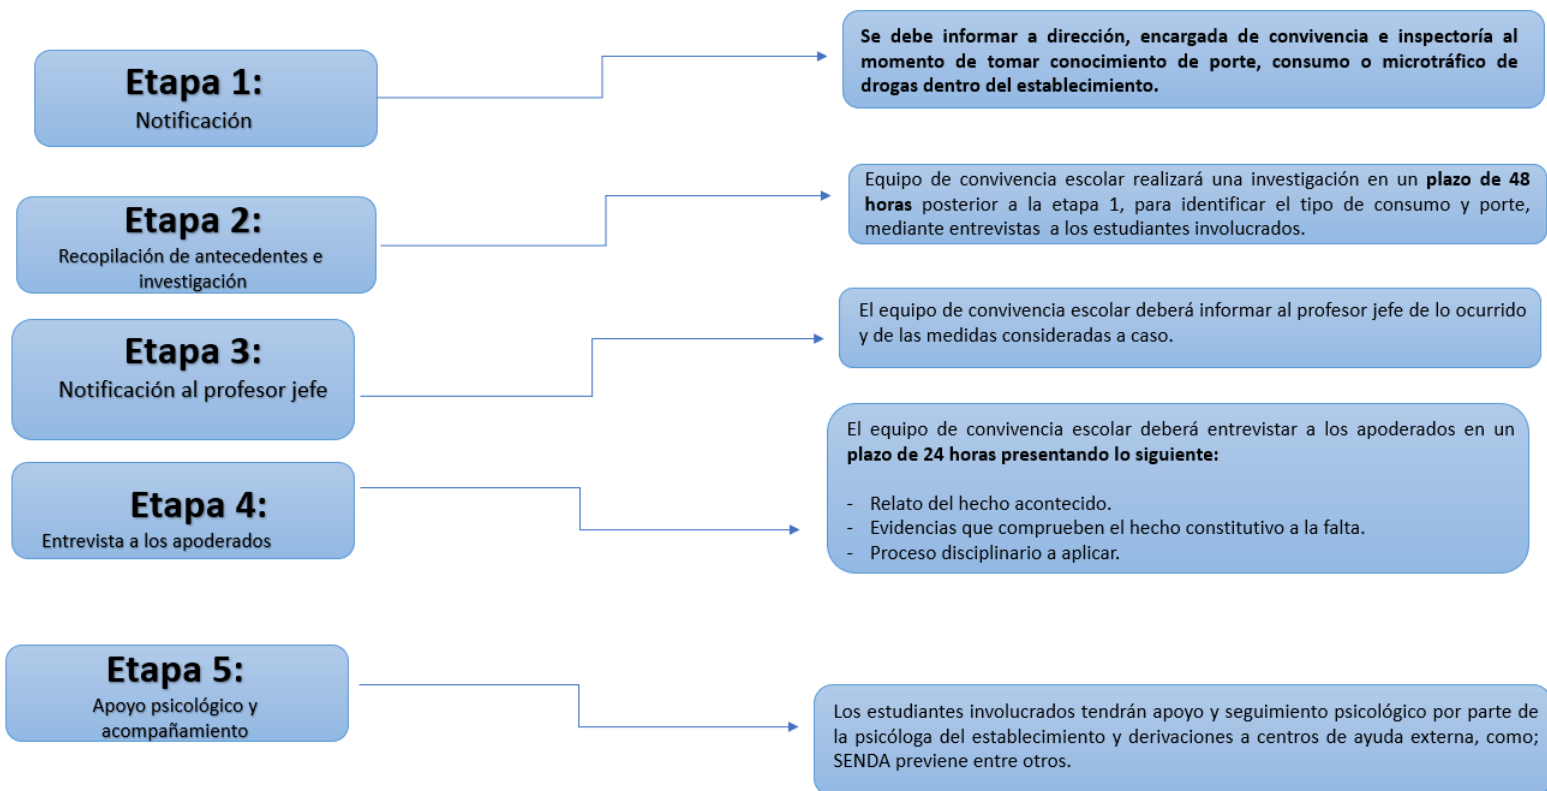 Etapa 1:
Notificación
Se debe informar a dirección, encargada de convivencia e inspectoría al
momento de tomar conocimiento de porte, consumo o microtráfico de
drogas dentro del establecimiento.
Etapa 2:
Recopilación de antecedentes e
investigación
Equipo de convivencia escolar realizará una investigación en un plazo de 48
horas posterior a la etapa 1, para identificar el tipo de consumo y porte,
mediante entrevistas a los estudiantes involucrados.
Etapa 3:
Notificación al profesor jefe
El equipo de convivencia escolar deberá informar al profesor jefe de lo ocurrido
y de las medidas consideradas a caso.
Etapa 4:
Entrevista a los apoderados
El equipo de convivencia escolar deberá entrevistar a los apoderados en un
plazo de 24 horas presentando lo siguiente:
- Relato del hecho acontecido.
- Evidencias que comprueben el hecho constitutivo a la falta.
- Proceso disciplinario a aplicar.
Etapa 5:
Apoyo psicológico y
acompañamiento
Los estudiantes involucrados tendrán apoyo y seguimiento psicológico por parte de
la psicóloga del establecimiento y derivaciones a centros de ayuda externa, como;
SENDA previene entre otros.